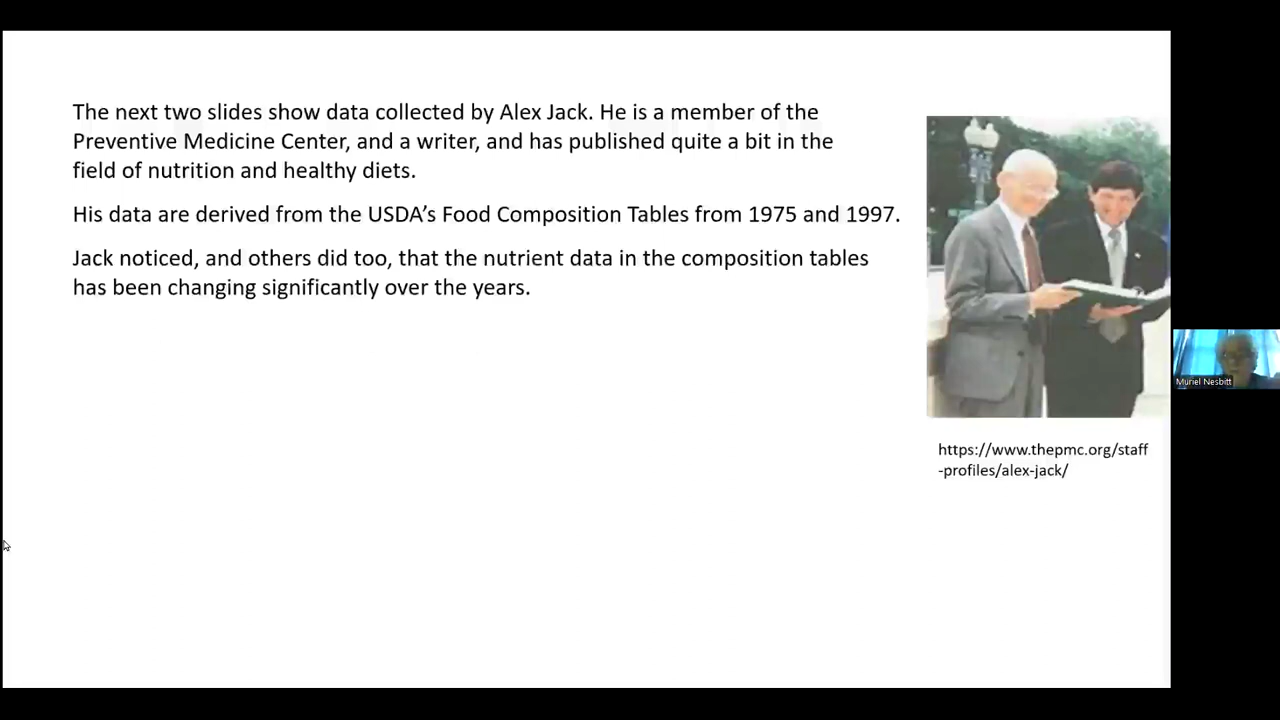 The next two slides show data collected by Alex Jack. He is a member of the
Preventive Medicine Center, and a writer, and has published quite a bit in the
field of nutrition and healthy diets.
His data are derived from the USDA’s Food Composition Tables from 1975 and 1997.
Jack noticed, and others did too, that the nutrient data in the composition tables
has been changing significantly over the years.
https://www.thepmc.org/staff
-profiles/alex-jack/
Muriel Nesbitt